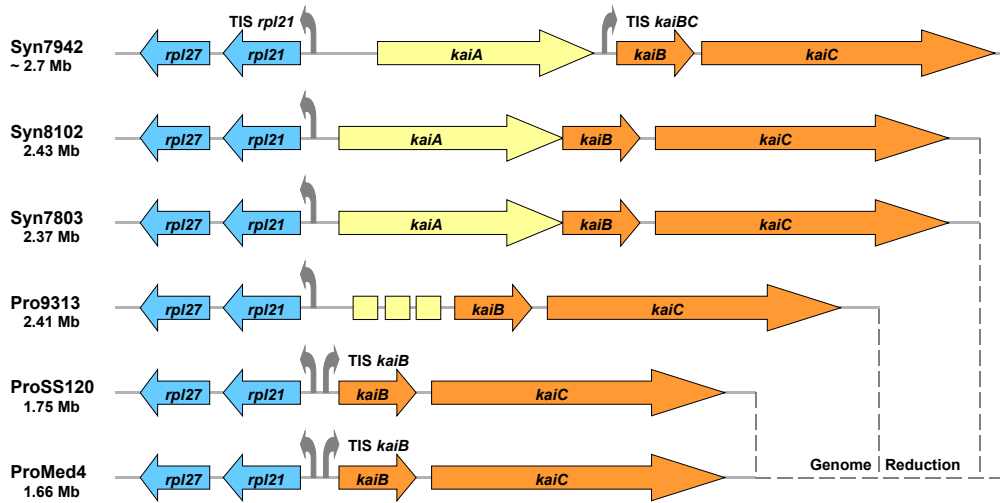 TIS rpl21 TIS kaiBC
Syn7942 rpl27 rpl21 kaiA kaiB kaiC
~ 2.7 Mb
Syn8102 rpl27 rpl21 kaiA kaiB kaiC
2.43 Mb
Syn7803 rpl27 rpl21 kaiA kaiB kaiC
2.37 Mb
Pro9313 rpl27 rpl21 kaiB kaiC
2.41 Mb
TIS kaiB
ProSS120 rpl27 rpl21 kaiB kaiC
1.75 Mb
TIS kaiB
ProMed4 rpl27 rpl21 kaiB kaiC Genome Reduction
1.66 Mb